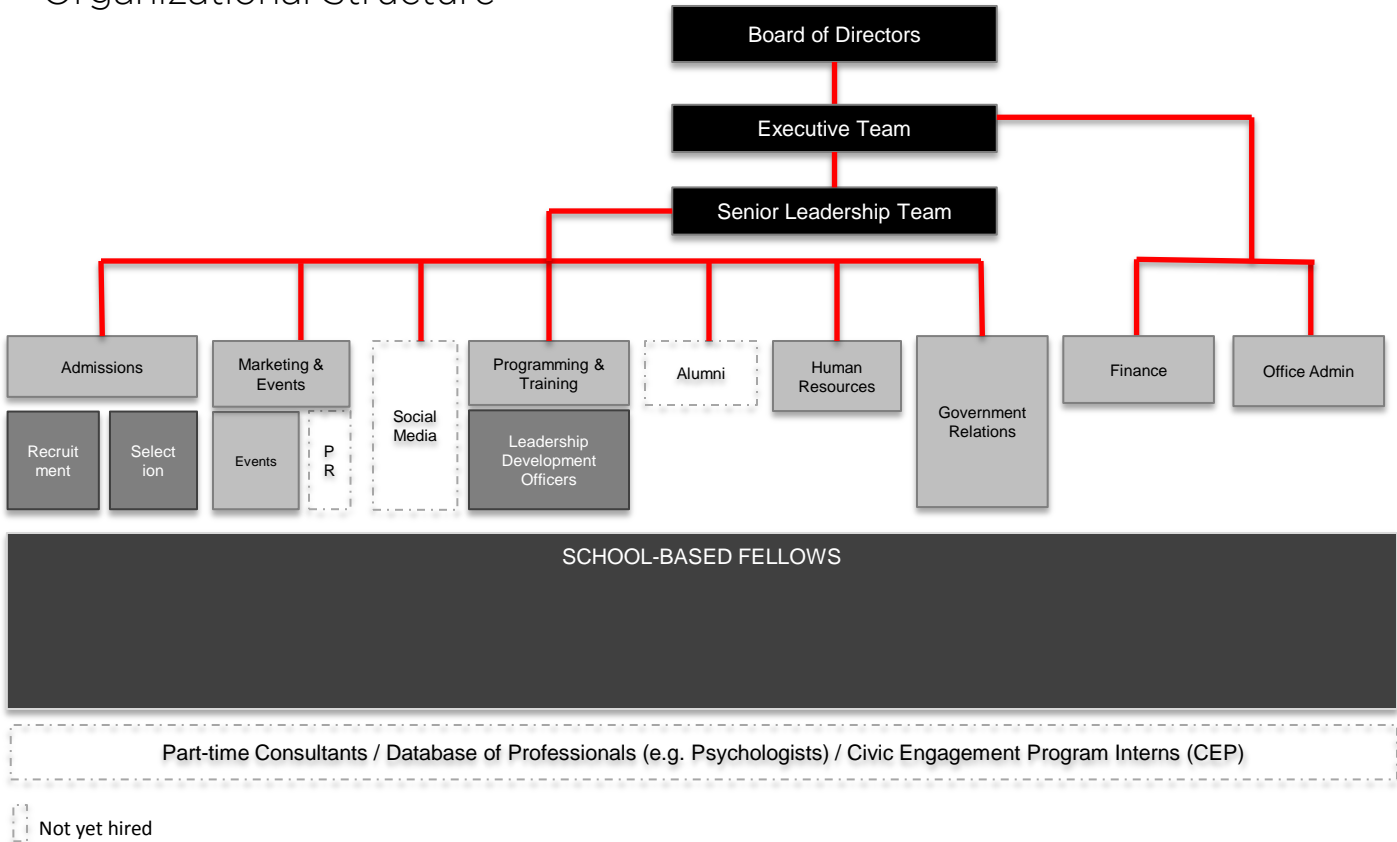 Organizational Structure
Board of Directors
Executive Team
Senior Leadership Team
Admissions
Marketing &
Events
Social
Media
Programming &
Training
Alumni
Human
Resources
Government
Relations
Finance
Office Admin
Recruit
ment
Select
ion
Events
P
R
Leadership
Development
Officers
SCHOOL-BASED FELLOWS
Part-time Consultants / Database of Professionals (e.g. Psychologists) / Civic Engagement Program Interns (CEP)
Not yet hired